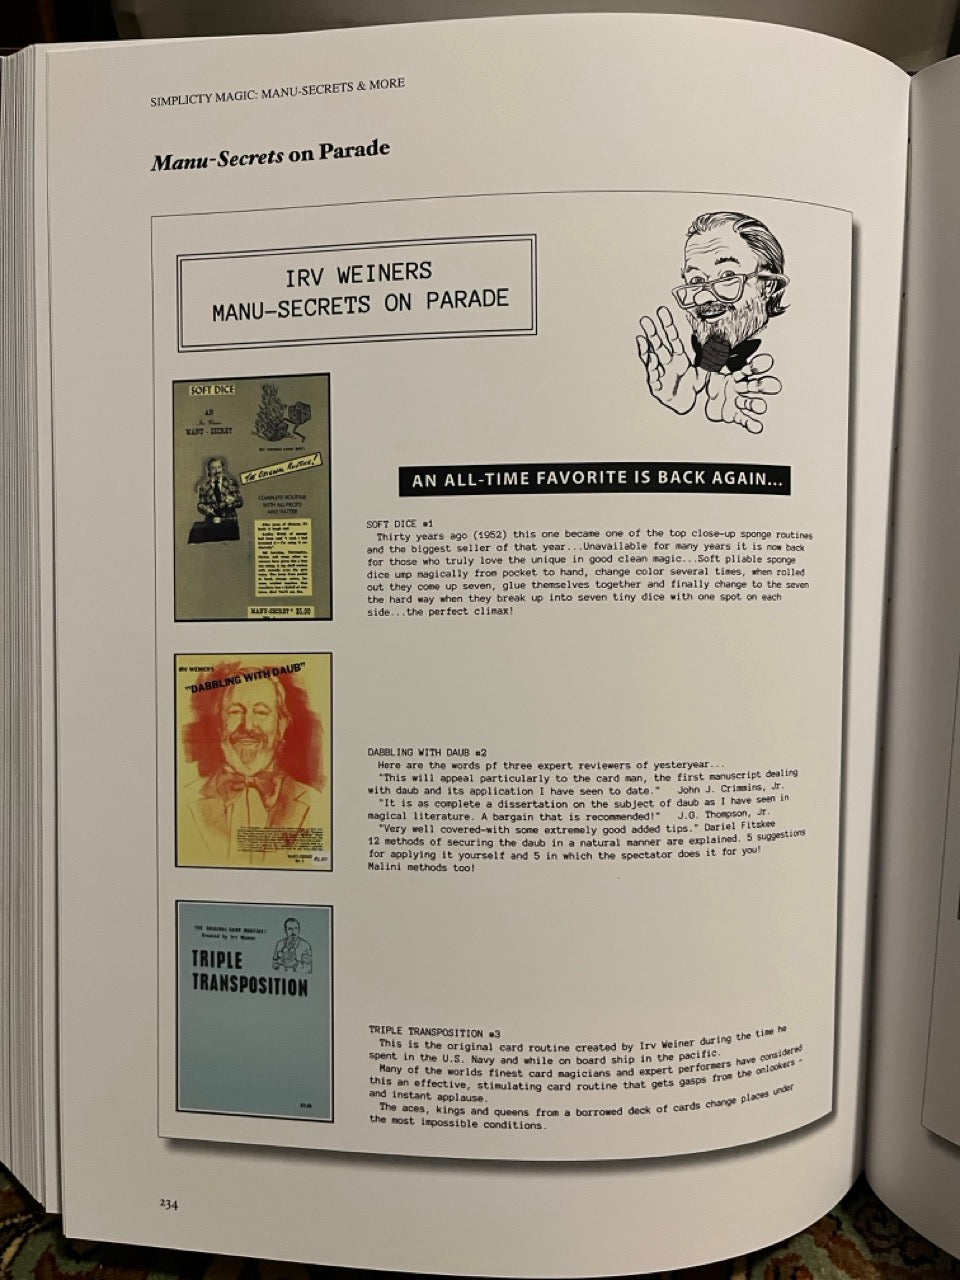 SIMPLICTY MAGIC: MANU-SECRETS & MORE
Manu-Secrets on Parade
IRV WEINERS
MANU-SECRETS ON PARADE
SOFT DICE
AN
MANY - SECRET
The Original Routine!
COMPLETE ROUTINE
WITH ALL PROPS
AND PATTER
MANU-SECRET * $5.00
AN ALL-TIME FAVORITE IS BACK AGAIN...
SOFT DICE #1
Thirty years ago (1952) this one became one of the top close-up sponge routines
and the biggest seller of that year...Unavailable for many years it is now back
for those who truly love the unique in good clean magic...Soft pliable sponge
dice ump magically from pocket to hand, change color several times, when rolled
out they come up seven, glue themselves together and finally change to the seven
the hard way when they break up into seven tiny dice with one spot on each
side...the perfect climax!
IRV WEINER'S
"DABBLING WITH DAUB"
DABBLING WITH DAUB #2
Here are the words pf three expert reviewers of yesteryear...
"This will appeal particularly to the card man, the first manuscript dealing
with daub and its application I have seen to date." John J. Crimmins, Jr.
"It is as complete a dissertation on the subject of daub as I have seen in
magical literature. A bargain that is recommended!" J.G. Thompson, Jr.
"Very well covered-with some extremely good added tips." Dariel Fitzkee
12 methods of securing the daub in a natural manner are explained. 5 suggestions
for applying it yourself and 5 in which the spectator does it for you!
Malini methods too!
Created by Irv Weiner
TRIPLE
TRANSPOSITION
TRIPLE TRANSPOSITION #3
This is the original card routine created by Irv Weiner during the time he
spent in the U.S. Navy and while on board ship in the pacific.
Many of the worlds finest card magicians and expert performers have considered
this an effective, stimulating card routine that gets gasps from the onlookers -
and instant applause.
The aces, kings and queens from a borrowed deck of cards change places under
the most impossible conditions.
234